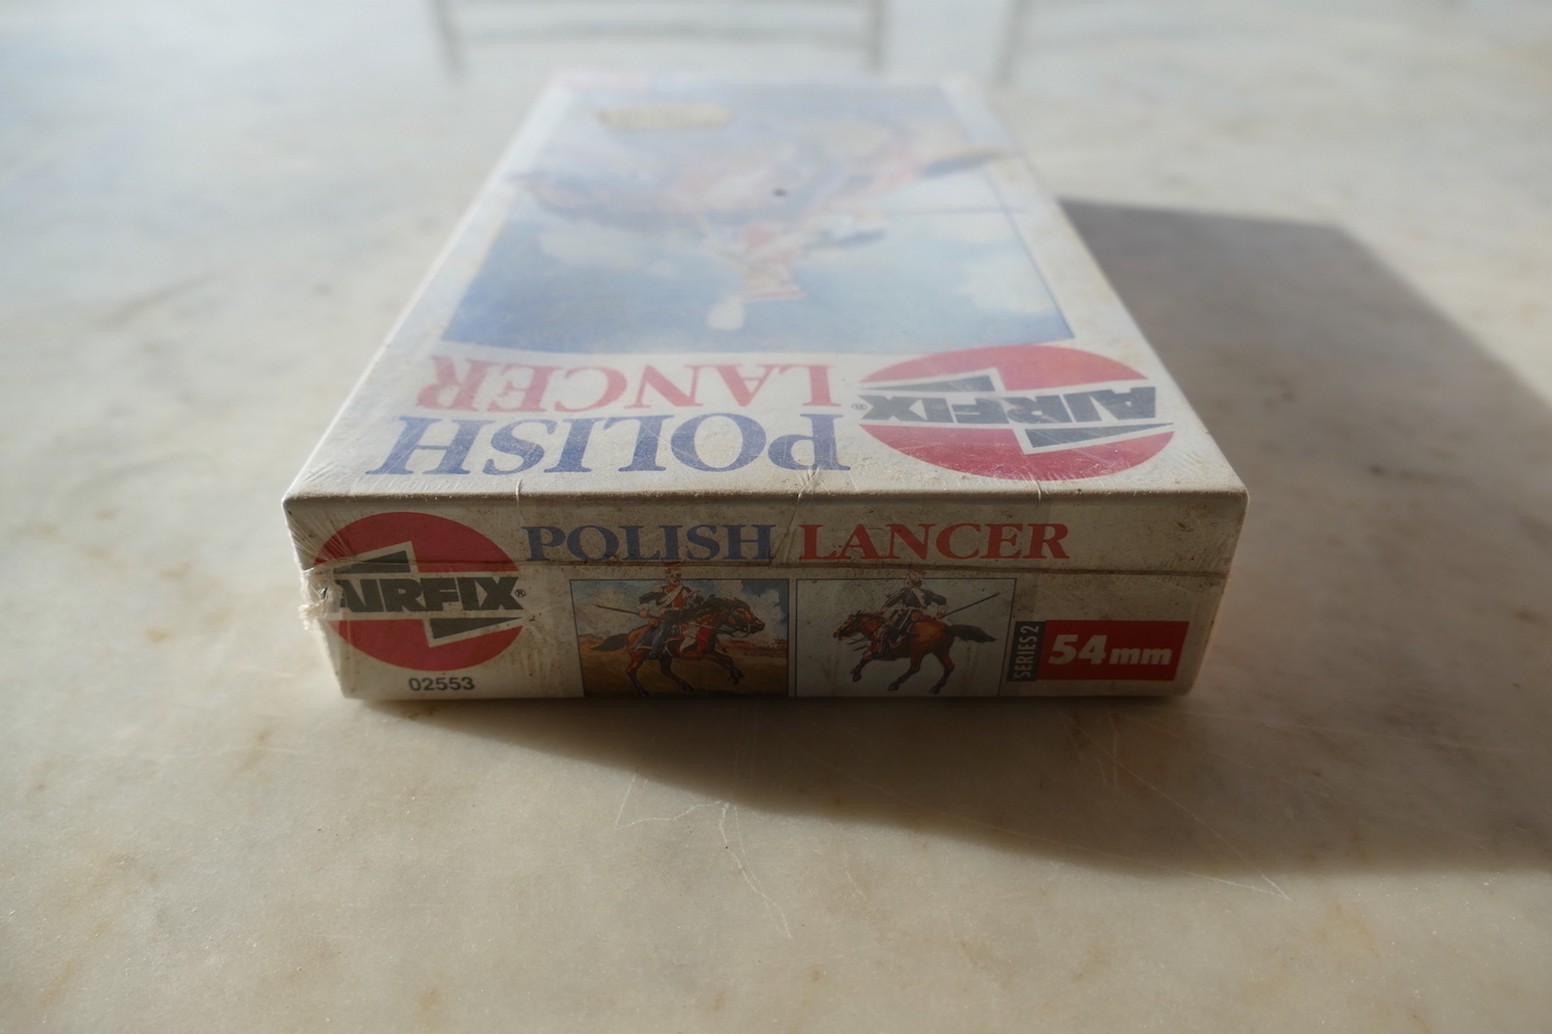 POLISH
LANCER
AIRFIX®
POLISH LANCER
AIRFIX®
02553
SERIES 2
54mm